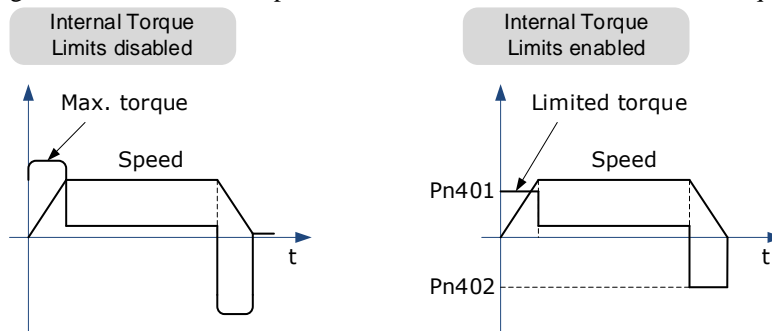 Internal Torque
Limits disabled
Max. torque
Speed
t
Internal Torque
Limits enabled
Limited torque
Speed
Pn401
t
Pn402